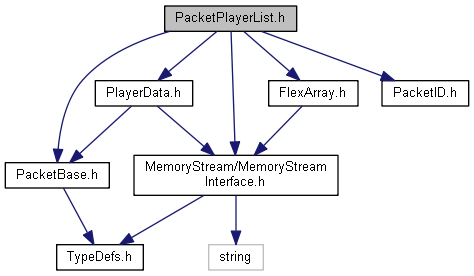 PacketPlayerList.h
PlayerData.h
FlexArray.h
PacketID.h
PacketBase.h
MemoryStream/MemoryStream
Interface.h
TypeDefs.h
string